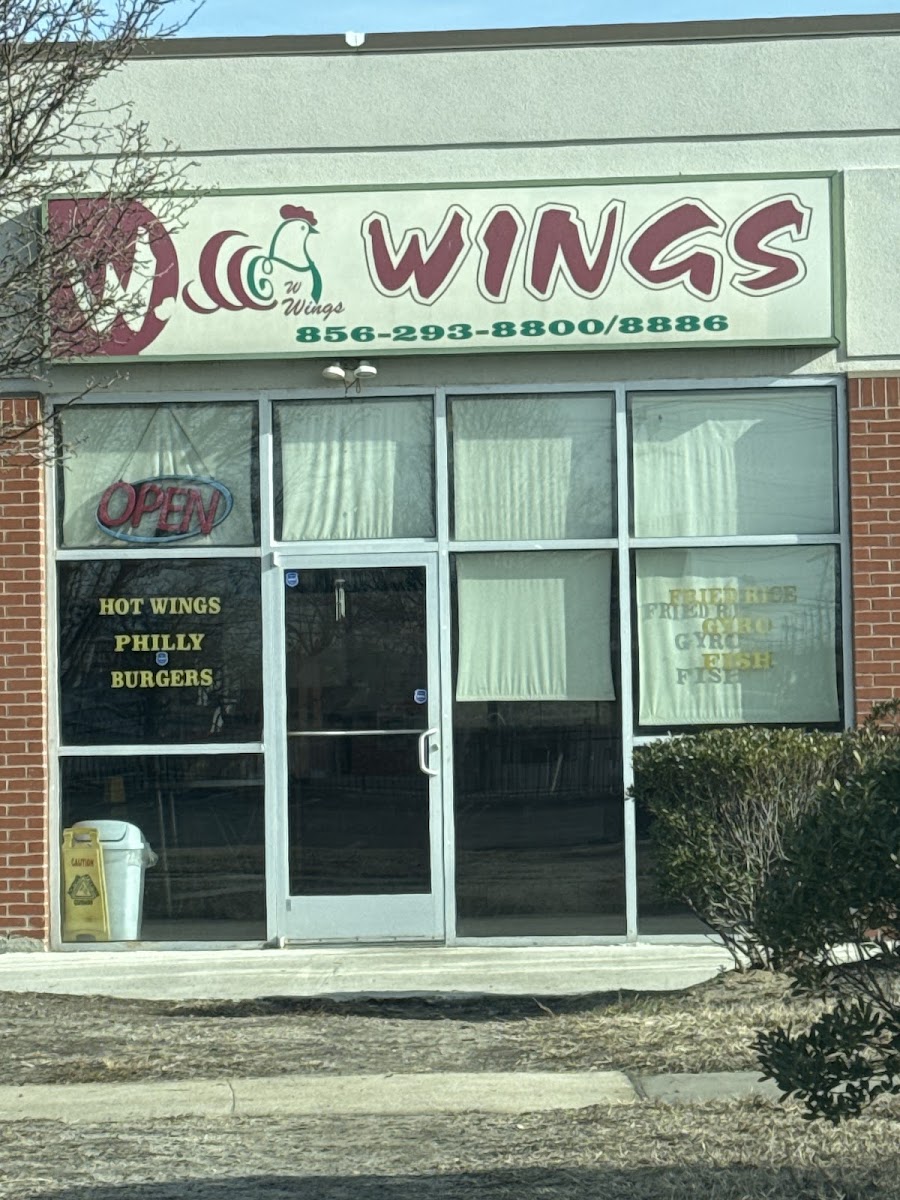 W
W
Wings
WINGS
856-293-8800/8886
OPEN
HOT WINGS
PHILLY
BURGERS
FRIED RICE
GYRO
FISH
CAUTION